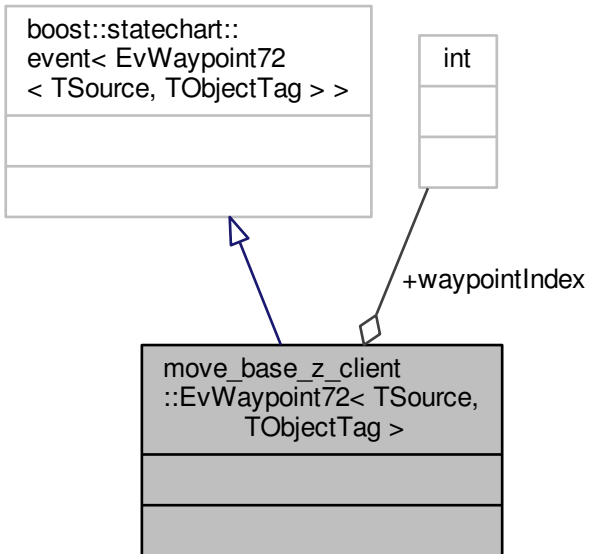 boost::statechart::
event< EvWaypoint72
< TSource, TObjectTag > >
int
+waypointIndex
move_base_z_client
::EvWaypoint72< TSource,
TObjectTag >